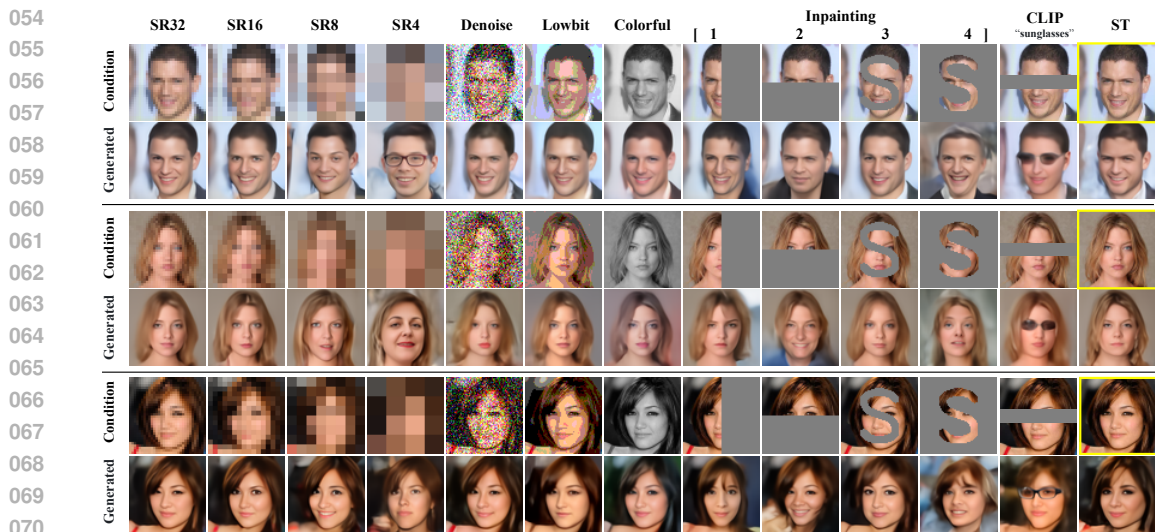 054
SR32 SR16 SR8 SR4 Denoise Lowbit Colorful Inpainting CLIP ST
[ 1 2 3 4 ] “sunglasses”
055
056
057
Condition
058
059
Generated
060
061
062
Condition
063
064
065
Generated
066
067
Condition
068
069
070
Generated